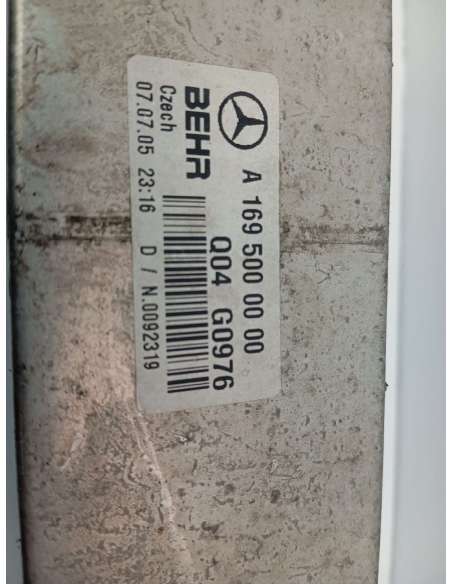 A 169 500 00 00
Q04 G0976
BEHR
Czech
07.07.05 23:16 D / N.0092319